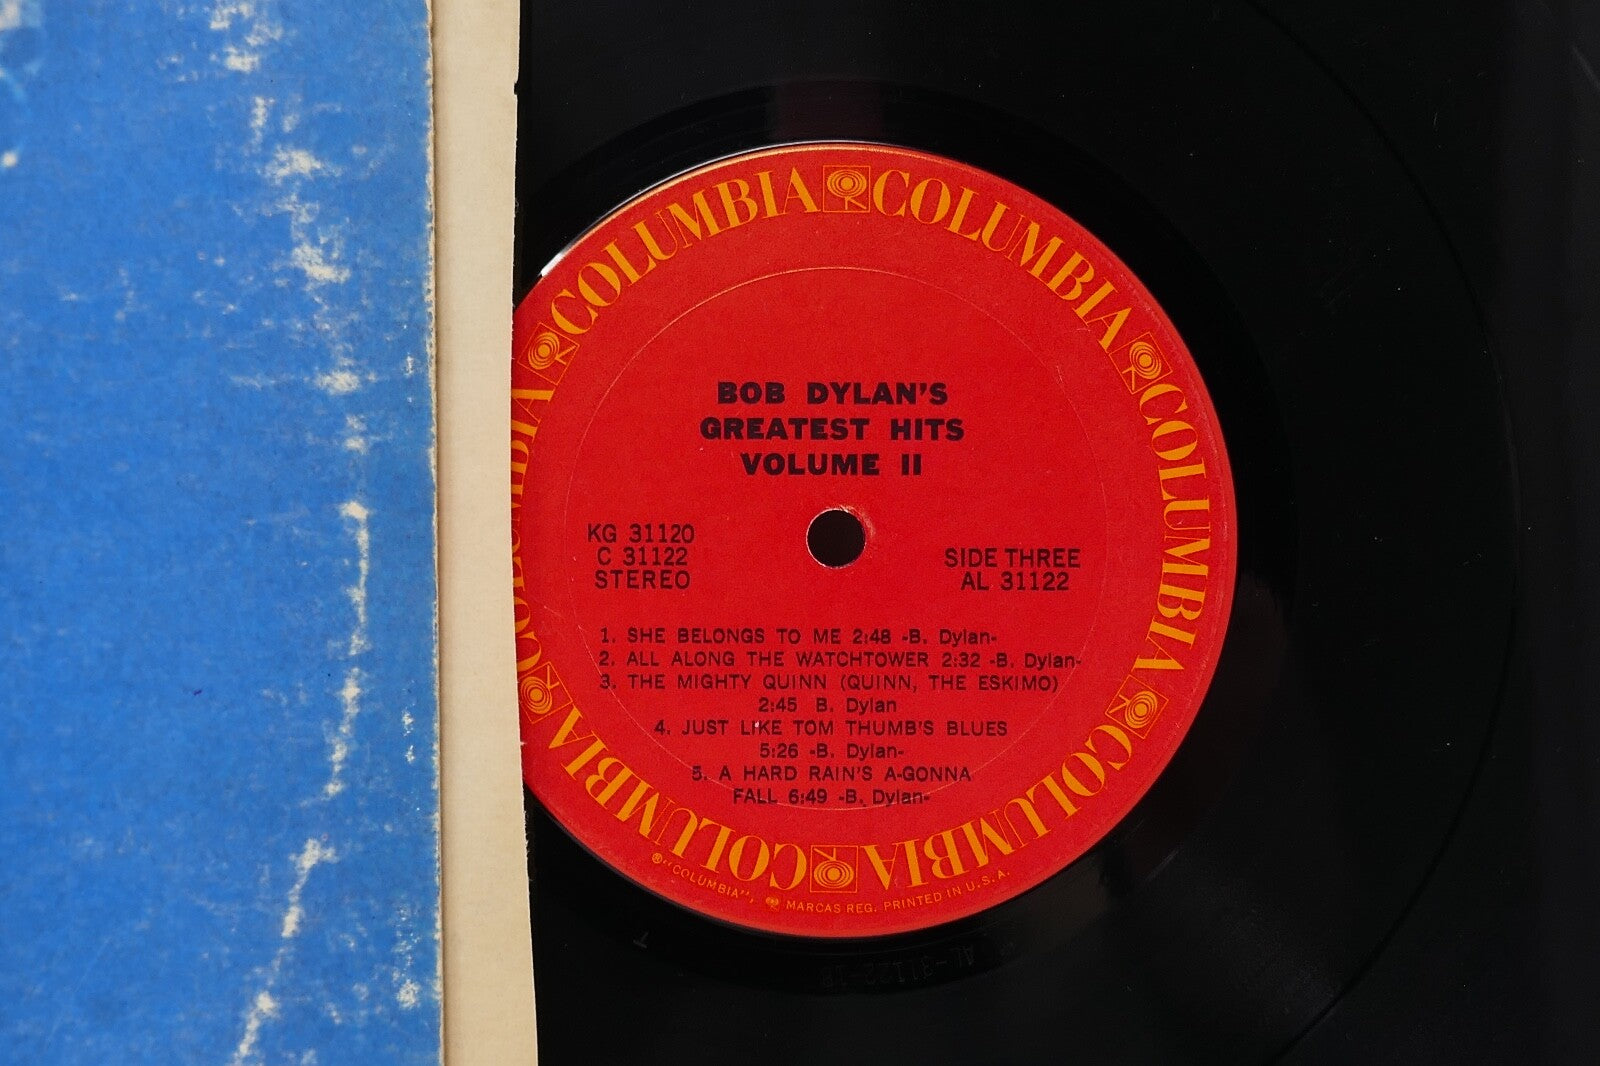 COLUMBIA COLUMBIA COLUMBIA COLUMBIA COLUMBIA COLUMBIA COLUMBIA
BOB DYLAN'S
GREATEST HITS
VOLUME II
KG 31120
C 31122
STEREO
SIDE THREE
AL 31122
1. SHE BELONGS TO ME 2:48 -B. Dylan-
2. ALL ALONG THE WATCHTOWER 2:32 -B. Dylan-
3. THE MIGHTY QUINN (QUINN, THE ESKIMO)
2:45 B. Dylan
4. JUST LIKE TOM THUMB'S BLUES
5:26 -B. Dylan-
5. A HARD RAIN'S A-GONNA
FALL 6:49 -B. Dylan-
®"COLUMBIA", MARCAS REG. PRINTED IN U.S.A.